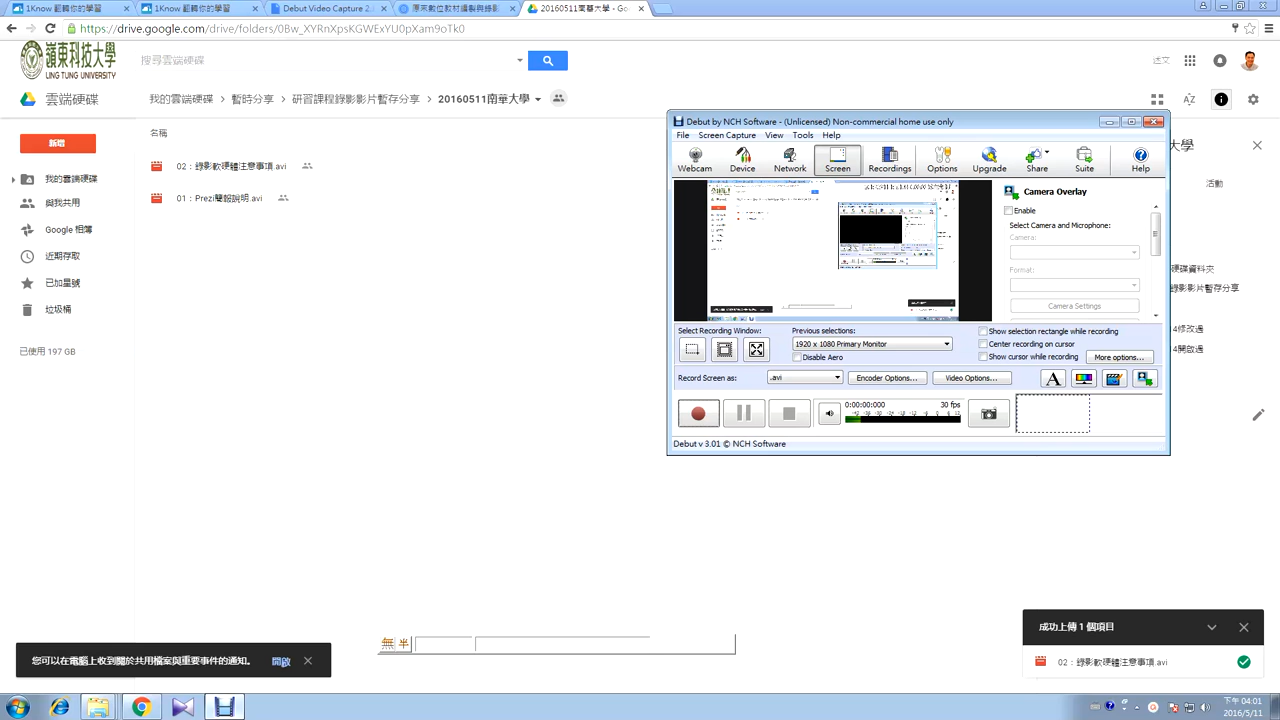 1Know 翻轉你的學習
1Know 翻轉你的學習
Debut Video Capture 2.
原來數位教材編製與錄影
20160511南華大學 - Go
https://drive.google.com/drive/folders/0Bw_XYRnXpsKGWExYU0pXam9oTk0
嶺東科技大學
LING TUNG UNIVERSITY
搜尋雲端硬碟
述文
雲端硬碟
我的雲端硬碟
暫時分享
研習課程錄影影片暫存分享
20160511南華大學
新增
我的雲端硬碟
與我共用
Google 相簿
近期存取
已加星號
垃圾桶
已使用 197 GB
名稱
02：錄影軟硬體注意事項.avi
01：Prezi簡報說明.avi
Debut by NCH Software - (Unlicensed) Non-commercial home use only
File
Screen Capture
View
Tools
Help
Webcam
Device
Network
Screen
Recordings
Options
Upgrade
Share
Suite
Help
Camera Overlay
Enable
Select Camera and Microphone:
Camera:
Format:
Camera Settings
Select Recording Window:
Previous selections:
1920 x 1080 Primary Monitor
Disable Aero
Show selection rectangle while recording
Center recording on cursor
Show cursor while recording
More options...
Record Screen as:
.avi
Encoder Options...
Video Options...
A
0:00:00:000
30 fps
Debut v 3.01 © NCH Software
大學
活動
硬碟資料夾
錄影影片暫存分享
4修改過
4開啟過
無 半
您可以在電腦上收到關於共用檔案與重要事件的通知。
開啟
成功上傳 1 個項目
02：錄影軟硬體注意事項.avi
下午 04:01
2016/5/11